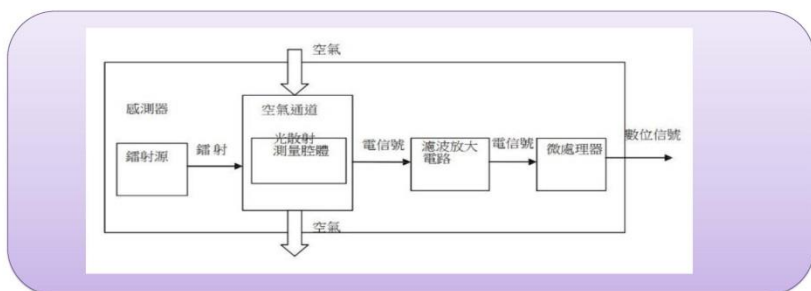 空氣
感測器
空氣通道
光散射
測量腔體
鐳射源
鐳 射
電信號
濾波放大
電路
電信號
微處理器
數位信號
空氣